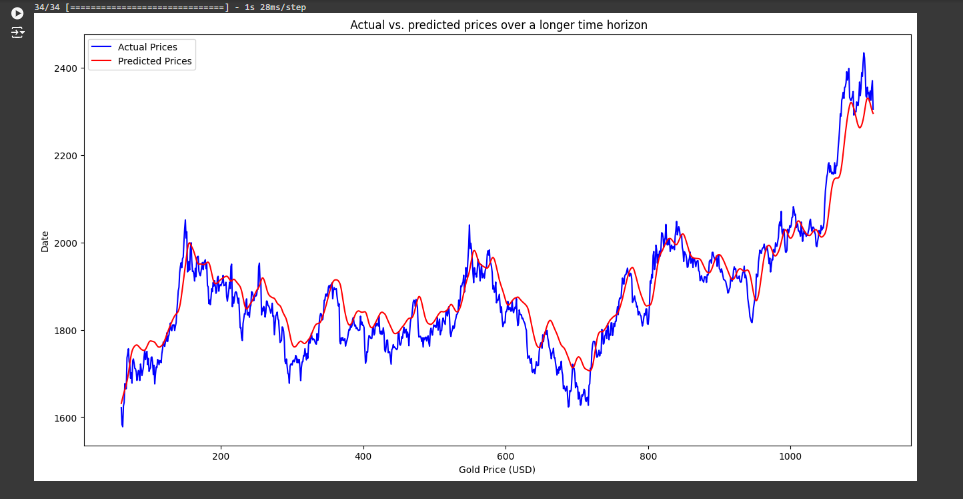 34/34 [==============================] - 1s 28ms/step
Actual vs. predicted prices over a longer time horizon
Actual Prices
Predicted Prices
2400
2200
2000
1800
1600
Date
200 400 600 800 1000
Gold Price (USD)